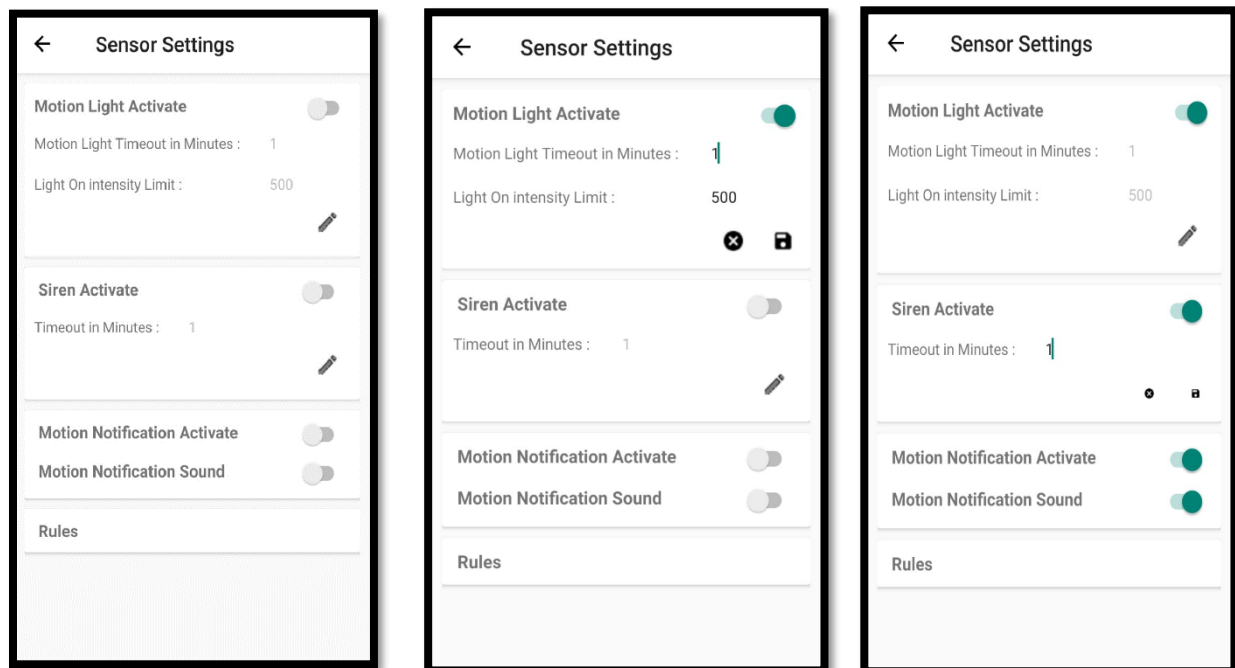 Sensor Settings
Motion Light Activate
Motion Light Timeout in Minutes : 1
Light On intensity Limit : 500
Siren Activate
Timeout in Minutes : 1
Motion Notification Activate
Motion Notification Sound
Rules
Sensor Settings
Motion Light Activate
Motion Light Timeout in Minutes : 1
Light On intensity Limit : 500
Siren Activate
Timeout in Minutes : 1
Motion Notification Activate
Motion Notification Sound
Rules
Sensor Settings
Motion Light Activate
Motion Light Timeout in Minutes : 1
Light On intensity Limit : 500
Siren Activate
Timeout in Minutes : 1
Motion Notification Activate
Motion Notification Sound
Rules